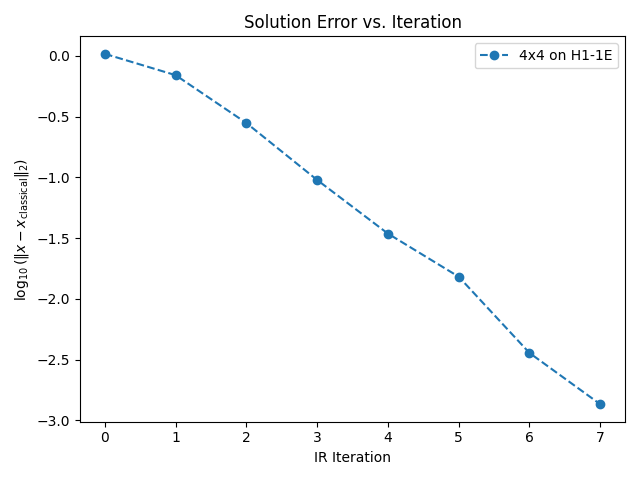 Solution Error vs. Iteration
4x4 on H1-1E
log₁₀ (‖x − x_classical‖₂)
0.0
−0.5
−1.0
−1.5
−2.0
−2.5
−3.0
0 1 2 3 4 5 6 7
IR Iteration